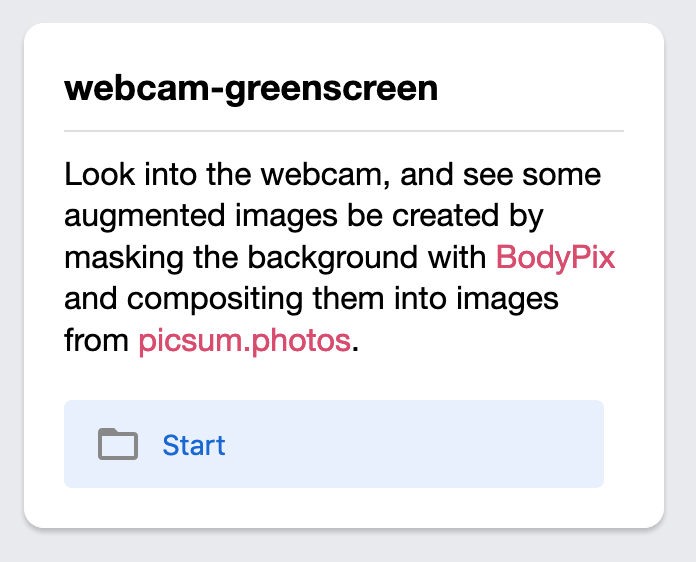 webcam-greenscreen
Look into the webcam, and see some
augmented images be created by
masking the background with BodyPix
and compositing them into images
from picsum.photos.
Start